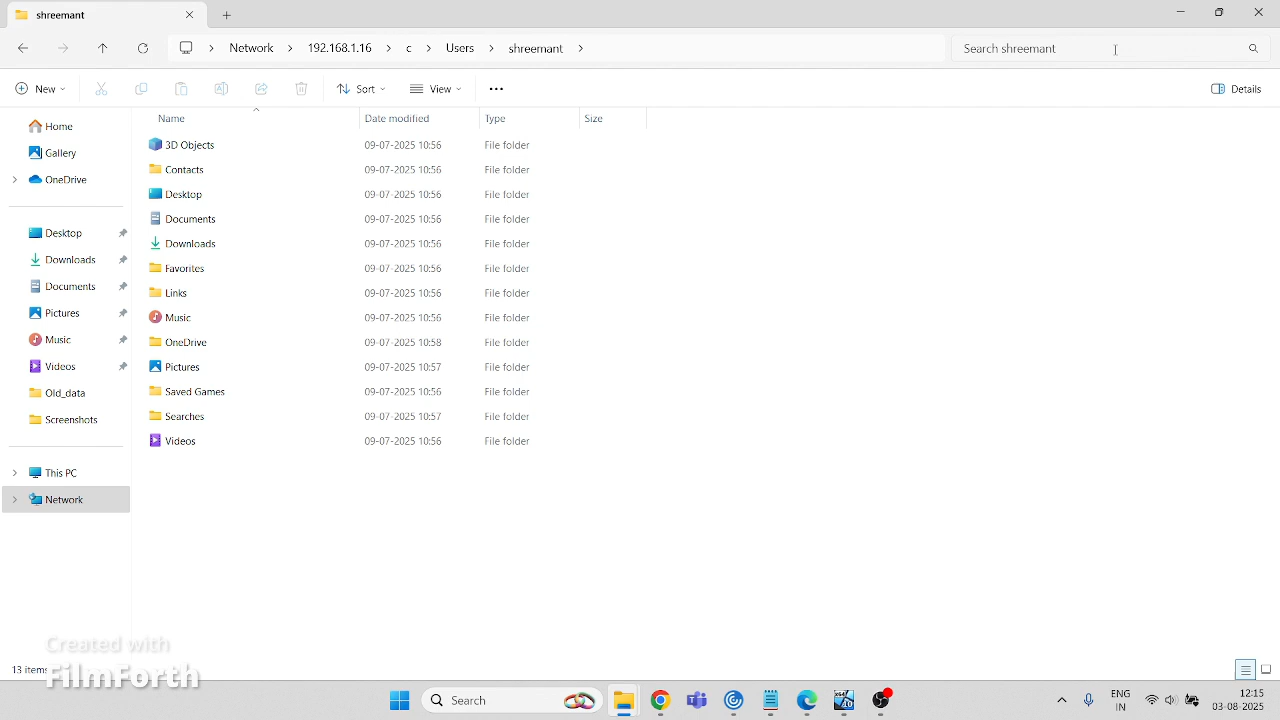 shreemant
Network > 192.168.1.16 > c > Users > shreemant >
Search shreemant
New
Sort
View
Details
Name
Date modified
Type
Size
Home
Gallery
OneDrive
Desktop
Downloads
Documents
Pictures
Music
Videos
Old_data
Screenshots
This PC
Network
3D Objects 09-07-2025 10:56 File folder
Contacts 09-07-2025 10:56 File folder
Desktop 09-07-2025 10:56 File folder
Documents 09-07-2025 10:56 File folder
Downloads 09-07-2025 10:56 File folder
Favorites 09-07-2025 10:56 File folder
Links 09-07-2025 10:56 File folder
Music 09-07-2025 10:56 File folder
OneDrive 09-07-2025 10:58 File folder
Pictures 09-07-2025 10:57 File folder
Saved Games 09-07-2025 10:56 File folder
Searches 09-07-2025 10:57 File folder
Videos 09-07-2025 10:56 File folder
Created with
FilmForth
13 items
Search
ENG
IN
12:15
03-08-2025